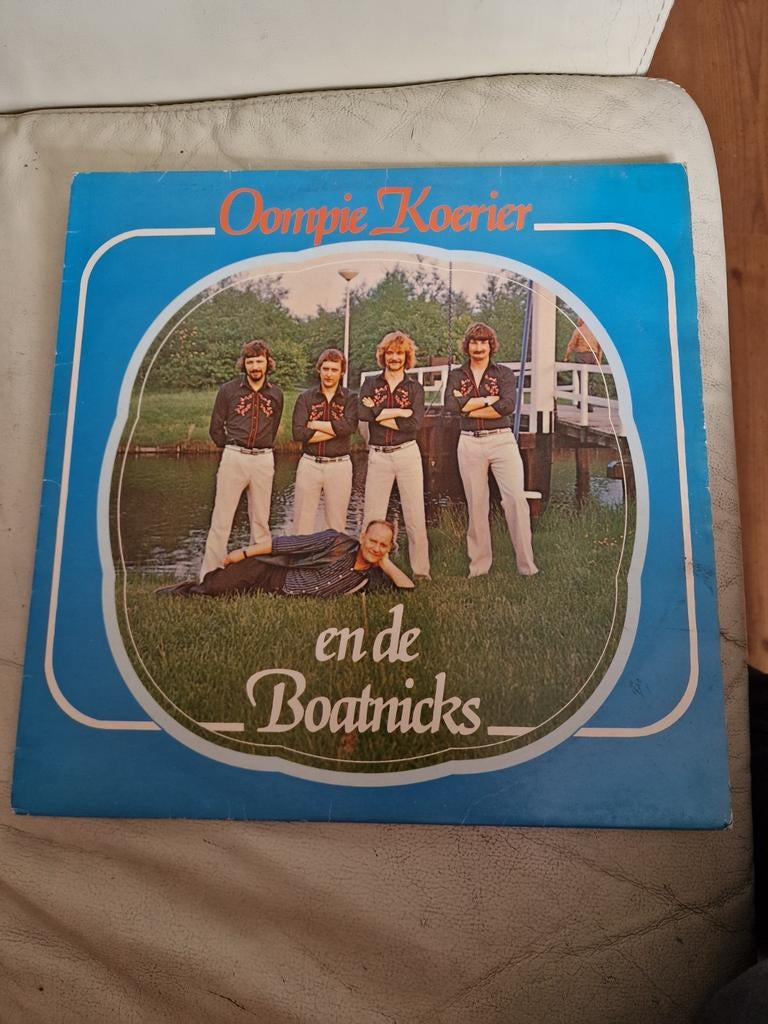 Oompie Koerier
en de
Boatnicks